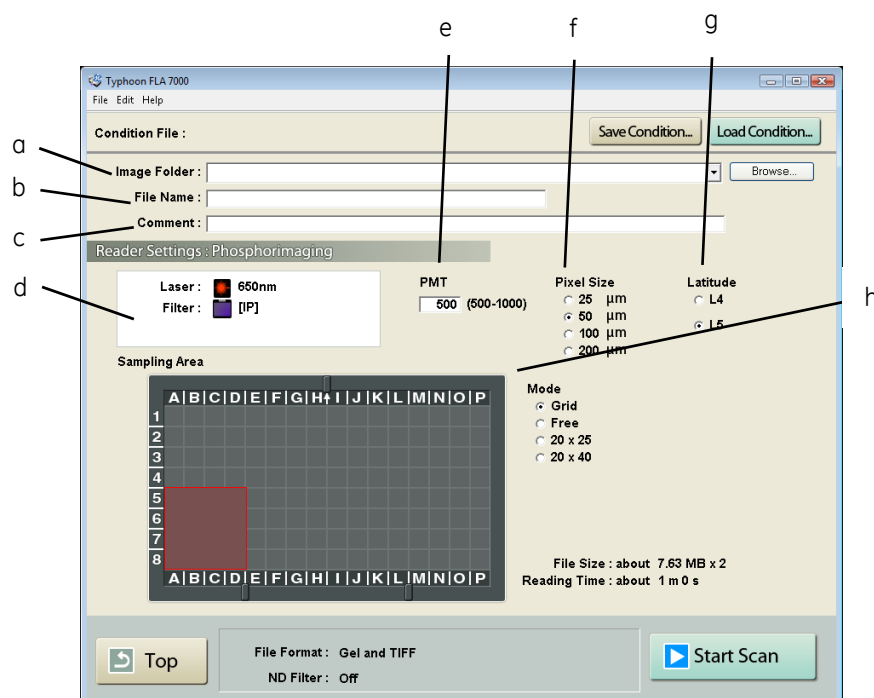 e
f
g
Typhoon FLA 7000
File Edit Help
Condition File :
Save Condition...
Load Condition...
a
Image Folder :
Browse...
b
File Name :
c
Comment :
Reader Settings : Phosphorimaging
d
Laser : 650nm
Filter : [IP]
PMT
500 (500-1000)
Pixel Size
25 µm
50 µm
100 µm
200 µm
Latitude
L4
L5
h
Sampling Area
A|B|C|D|E|F|G|H|I|J|K|L|M|N|O|P
1
2
3
4
5
6
7
8
A|B|C|D|E|F|G|H|I|J|K|L|M|N|O|P
Mode
Grid
Free
20 x 25
20 x 40
File Size : about 7.63 MB x 2
Reading Time : about 1 m 0 s
Top
File Format : Gel and TIFF
ND Filter : Off
Start Scan